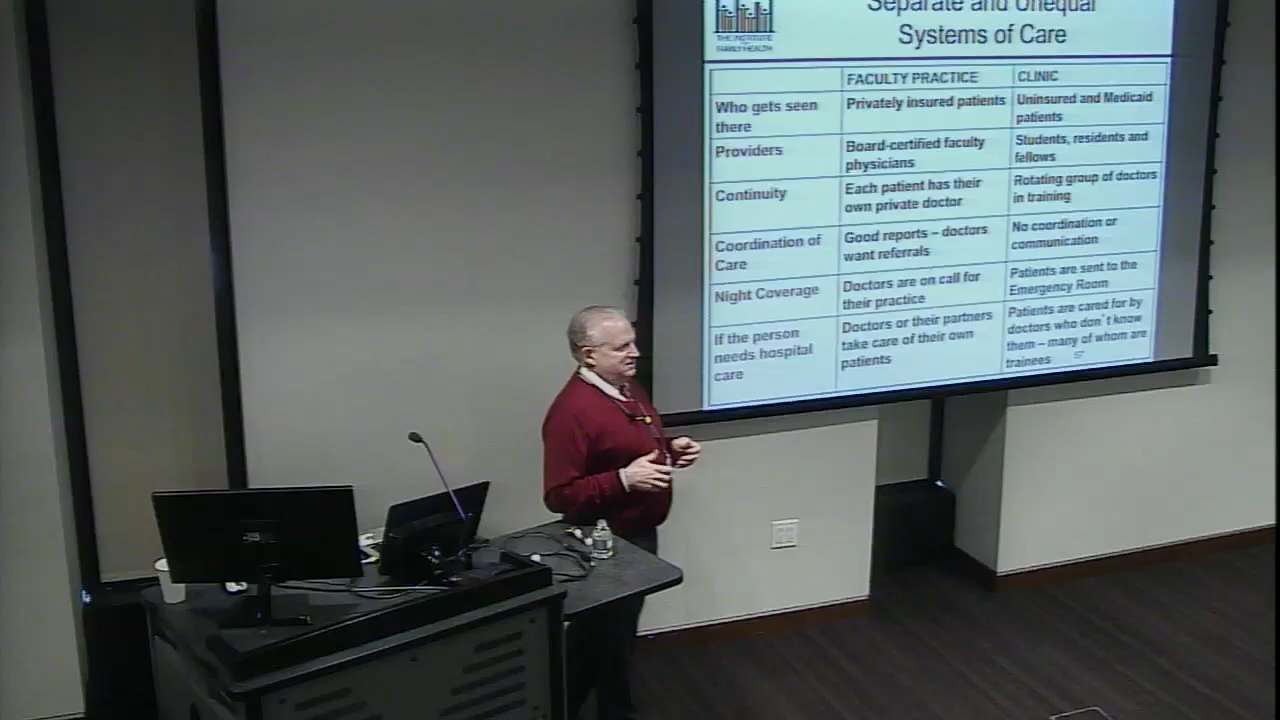 Separate and Unequal
Systems of Care
THE INSTITUTE
FAMILY HEALTH
FACULTY PRACTICE
CLINIC
Who gets seen
there
Privately insured patients
Uninsured and Medicaid
patients
Providers
Board-certified faculty
physicians
Students, residents and
fellows
Continuity
Each patient has their
own private doctor
Rotating group of doctors
in training
Coordination of
Care
Good reports – doctors
want referrals
No coordination or
communication
Night Coverage
Doctors are on call for
their practice
Patients are sent to the
Emergency Room
If the person
needs hospital
care
Doctors or their partners
take care of their own
patients
Patients are cared for by
doctors who don't know
them – many of whom are
trainees
57